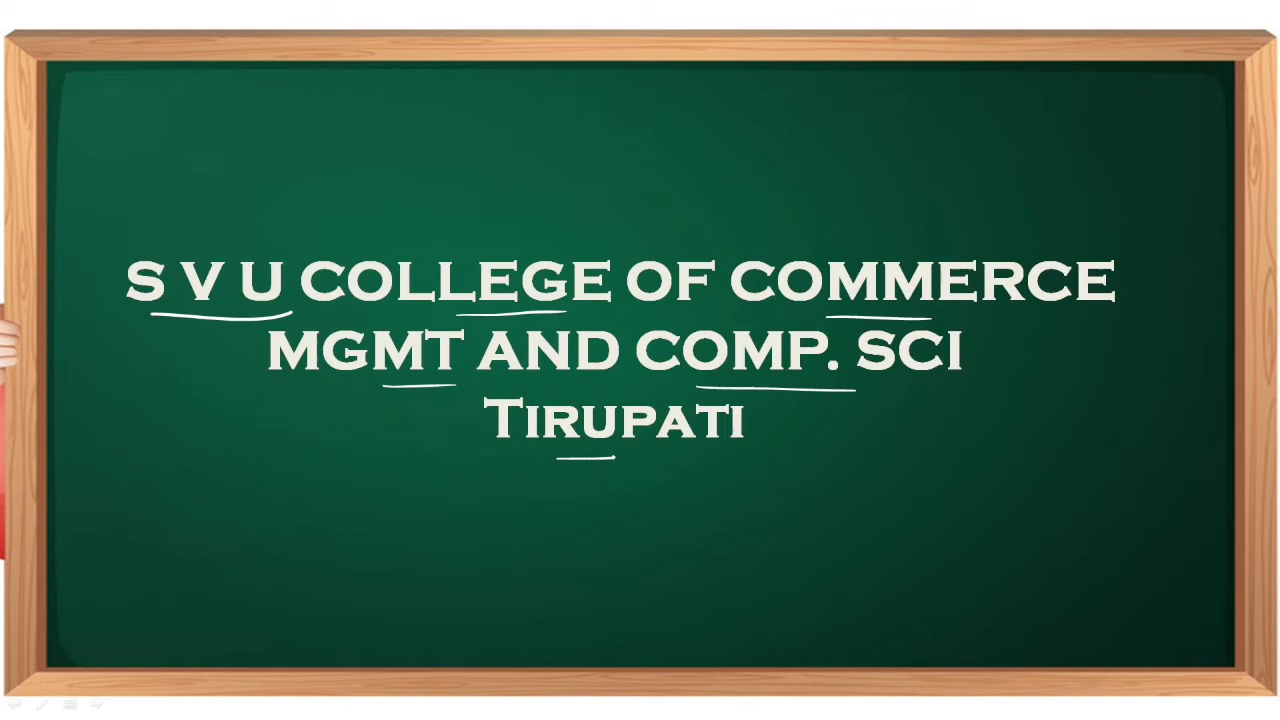 S V U COLLEGE OF COMMERCE
MGMT AND COMP. SCI
TIRUPATI